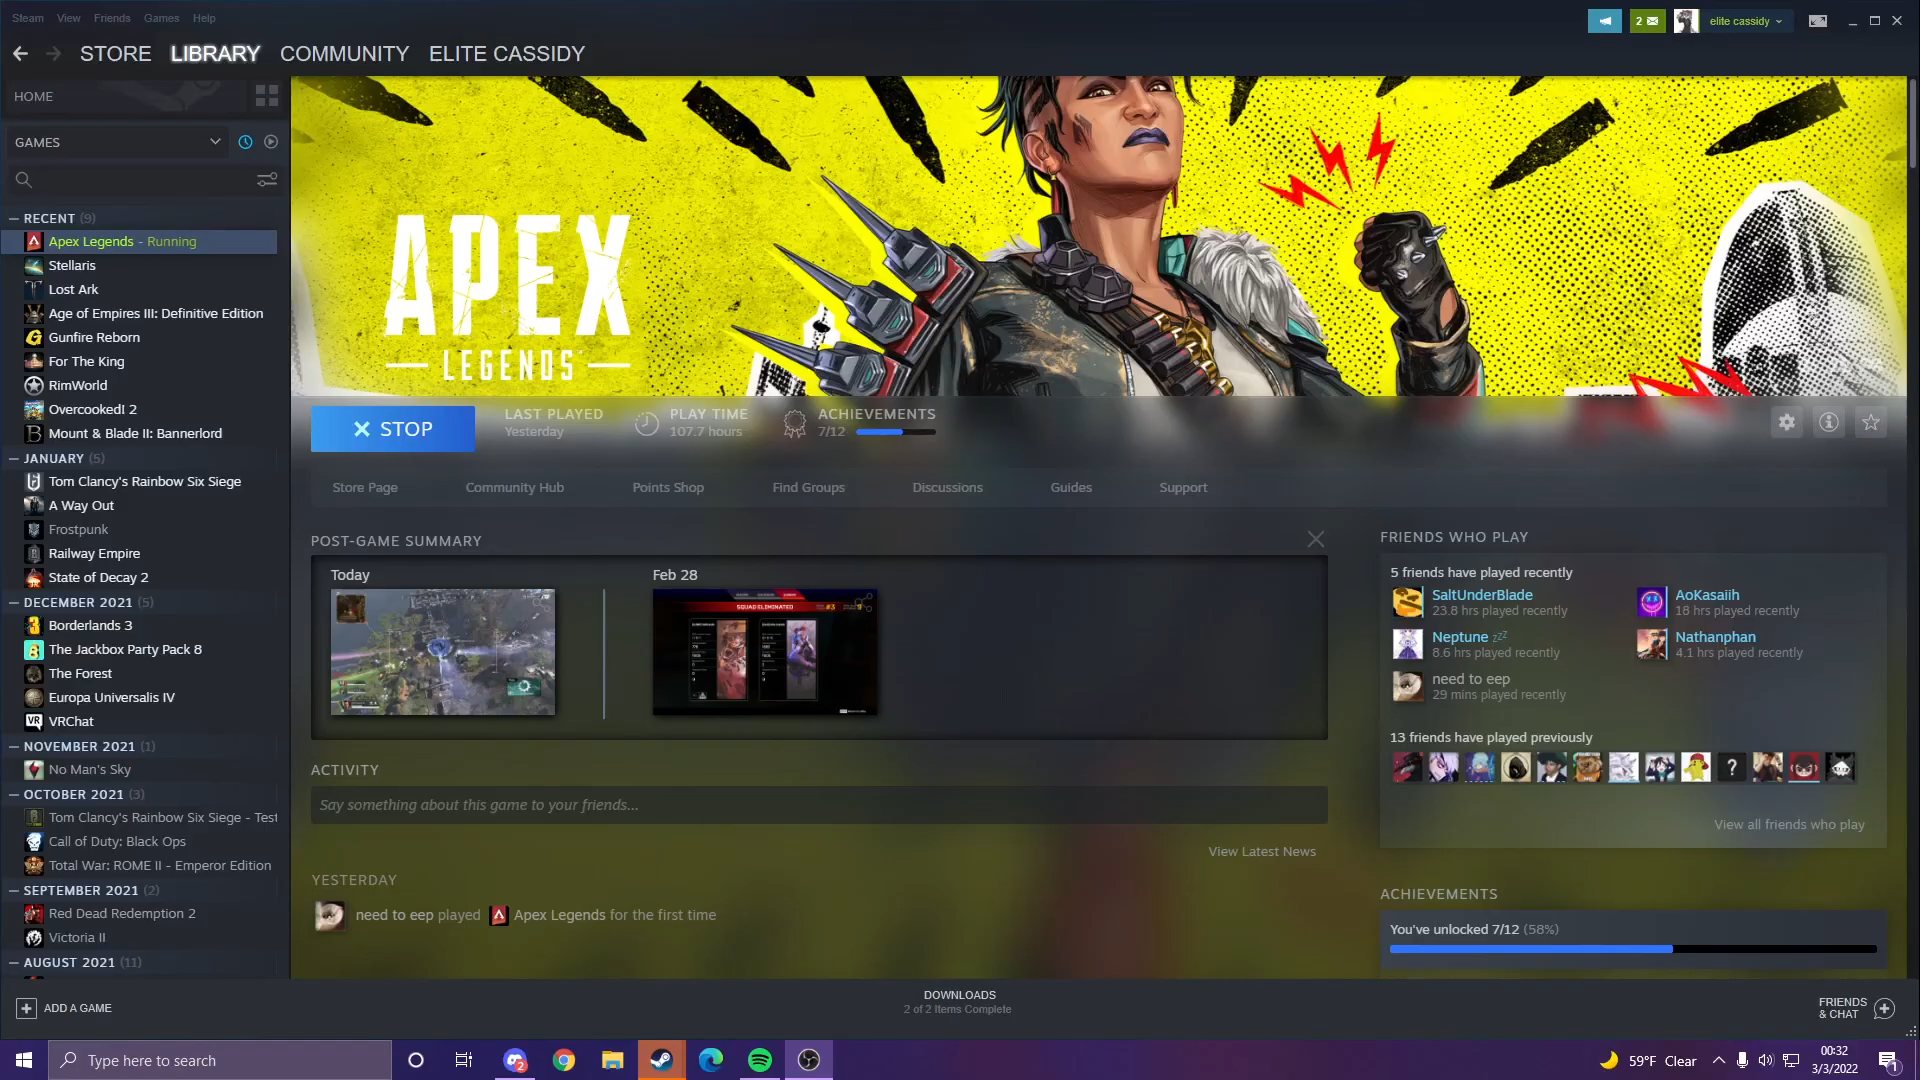 Steam View Friends Games Help
2
elite cassidy
STORE LIBRARY COMMUNITY ELITE CASSIDY
HOME
GAMES
RECENT (9)
Apex Legends - Running
Stellaris
Lost Ark
Age of Empires III: Definitive Edition
Gunfire Reborn
For The King
RimWorld
Overcooked! 2
Mount & Blade II: Bannerlord
JANUARY (5)
Tom Clancy's Rainbow Six Siege
A Way Out
Frostpunk
Railway Empire
State of Decay 2
DECEMBER 2021 (5)
Borderlands 3
The Jackbox Party Pack 8
The Forest
Europa Universalis IV
VR
VRChat
NOVEMBER 2021 (1)
No Man's Sky
OCTOBER 2021 (3)
Tom Clancy's Rainbow Six Siege - Test
Call of Duty: Black Ops
Total War: ROME II - Emperor Edition
SEPTEMBER 2021 (2)
Red Dead Redemption 2
Victoria II
AUGUST 2021 (11)
ADD A GAME
APEX
LEGENDS
STOP
LAST PLAYED
Yesterday
PLAY TIME
107.7 hours
ACHIEVEMENTS
7/12
Store Page Community Hub Points Shop Find Groups Discussions Guides Support
POST-GAME SUMMARY
Today
Feb 28
SQUAD ELIMINATED
ACTIVITY
Say something about this game to your friends...
View Latest News
YESTERDAY
need to eep played Apex Legends for the first time
FRIENDS WHO PLAY
5 friends have played recently
SaltUnderBlade
23.8 hrs played recently
AoKasaiih
18 hrs played recently
Neptune zzZ
8.6 hrs played recently
Nathanphan
4.1 hrs played recently
need to eep
29 mins played recently
13 friends have played previously
?
View all friends who play
ACHIEVEMENTS
You've unlocked 7/12 (58%)
DOWNLOADS
2 of 2 Items Complete
FRIENDS
& CHAT
Type here to search
2
59°F Clear
00:32
3/3/2022
1